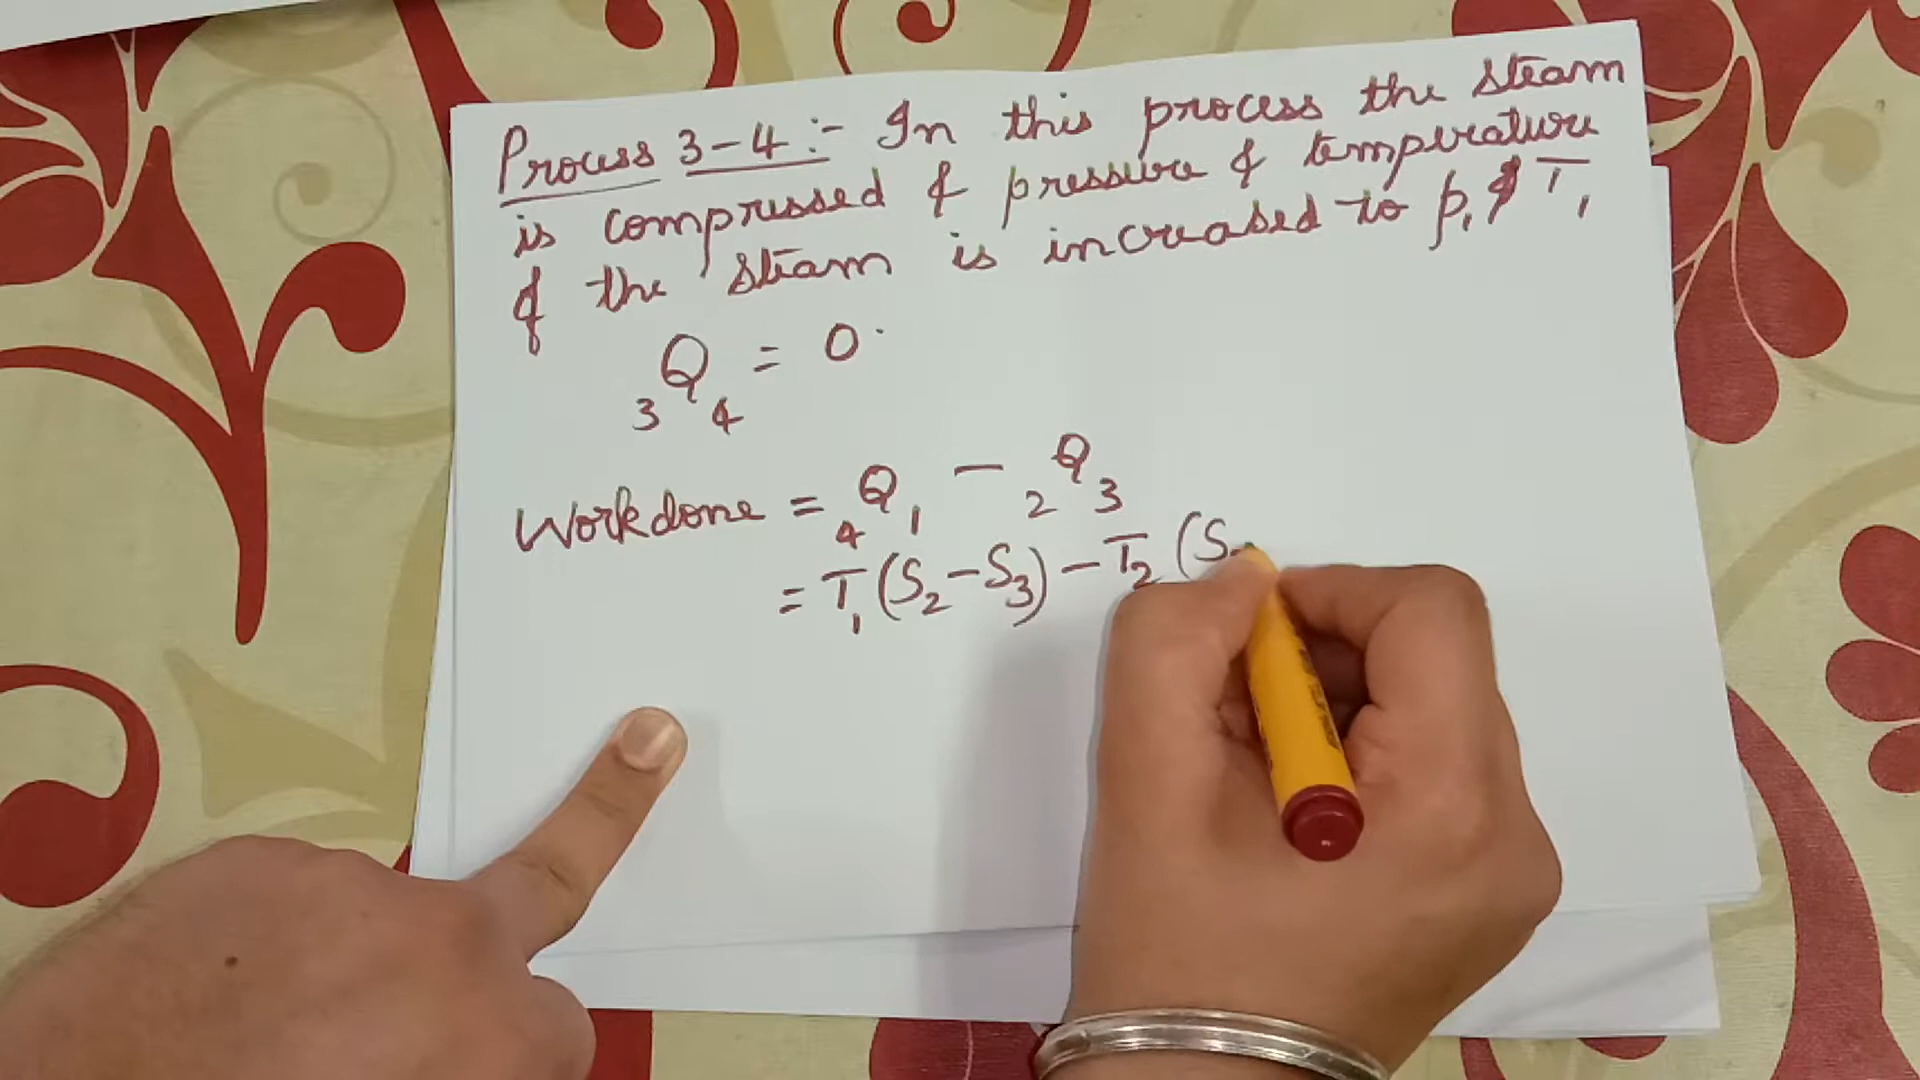 Process 3-4 :- In this process the steam
is compressed & pressure & temperature
of the steam is increased to p₁ & T₁
₃Q₄ = 0.
Workdone = ₄Q₁ - ₂Q₃
= T₁ (S₂ - S₃) - T₂ (S